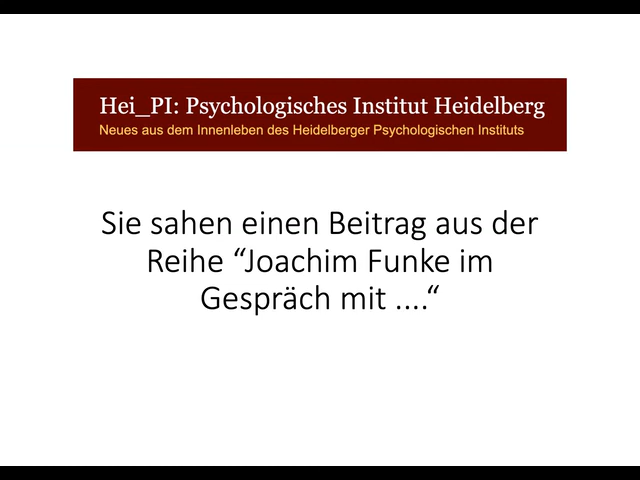 Hei_PI: Psychologisches Institut Heidelberg
Neues aus dem Innenleben des Heidelberger Psychologischen Instituts
Sie sahen einen Beitrag aus der
Reihe “Joachim Funke im
Gespräch mit ....“